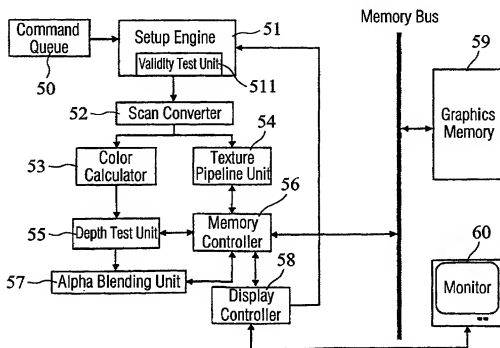 Command
Queue
50
Setup Engine
51
Validity Test Unit
511
Memory Bus
59
Graphics
Memory
52
Scan Converter
54
53
Color
Calculator
Texture
Pipeline Unit
56
55
Depth Test Unit
Memory
Controller
60
Monitor
57
Alpha Blending Unit
58
Display
Controller